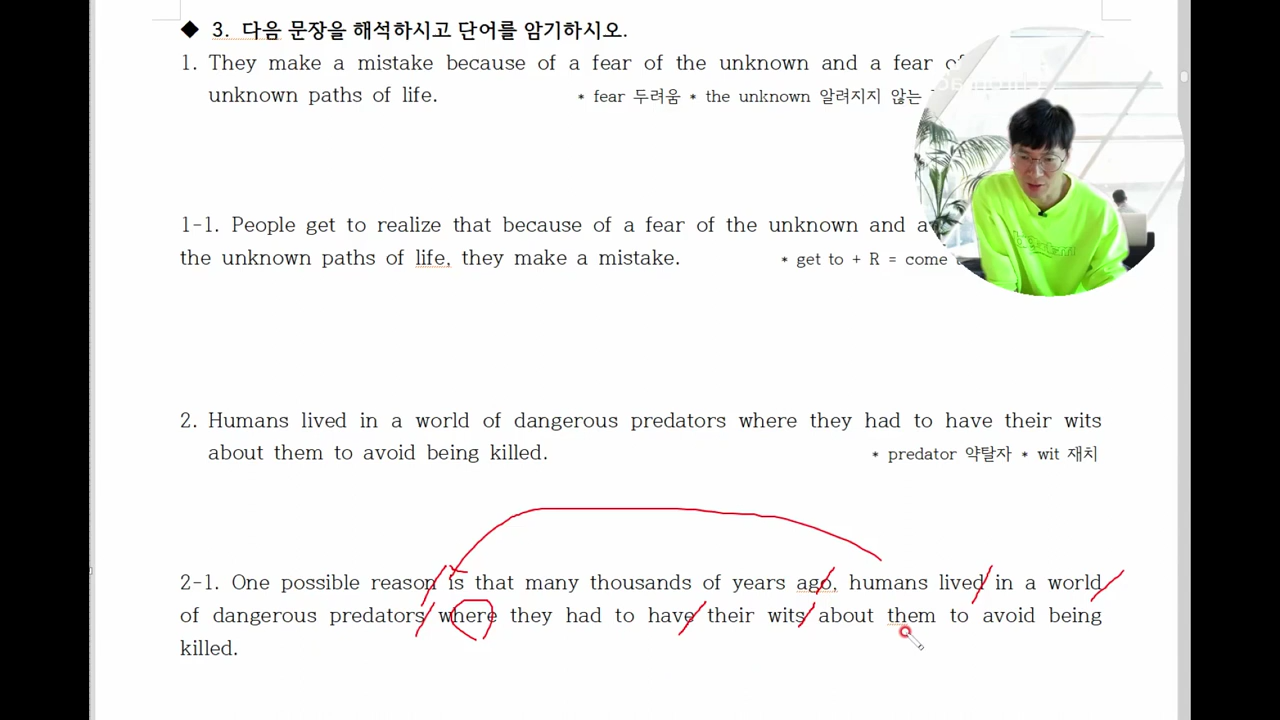 ◆ 3. 다음 문장을 해석하시고 단어를 암기하시오.
1. They make a mistake because of a fear of the unknown and a fear of
unknown paths of life. * fear 두려움 * the unknown 알려지지 않는
1-1. People get to realize that because of a fear of the unknown and a
the unknown paths of life, they make a mistake. * get to + R = come
2. Humans lived in a world of dangerous predators where they had to have their wits
about them to avoid being killed. * predator 약탈자 * wit 재치
2-1. One possible reason is that many thousands of years ago, humans lived in a world
of dangerous predators where they had to have their wits about them to avoid being
killed.